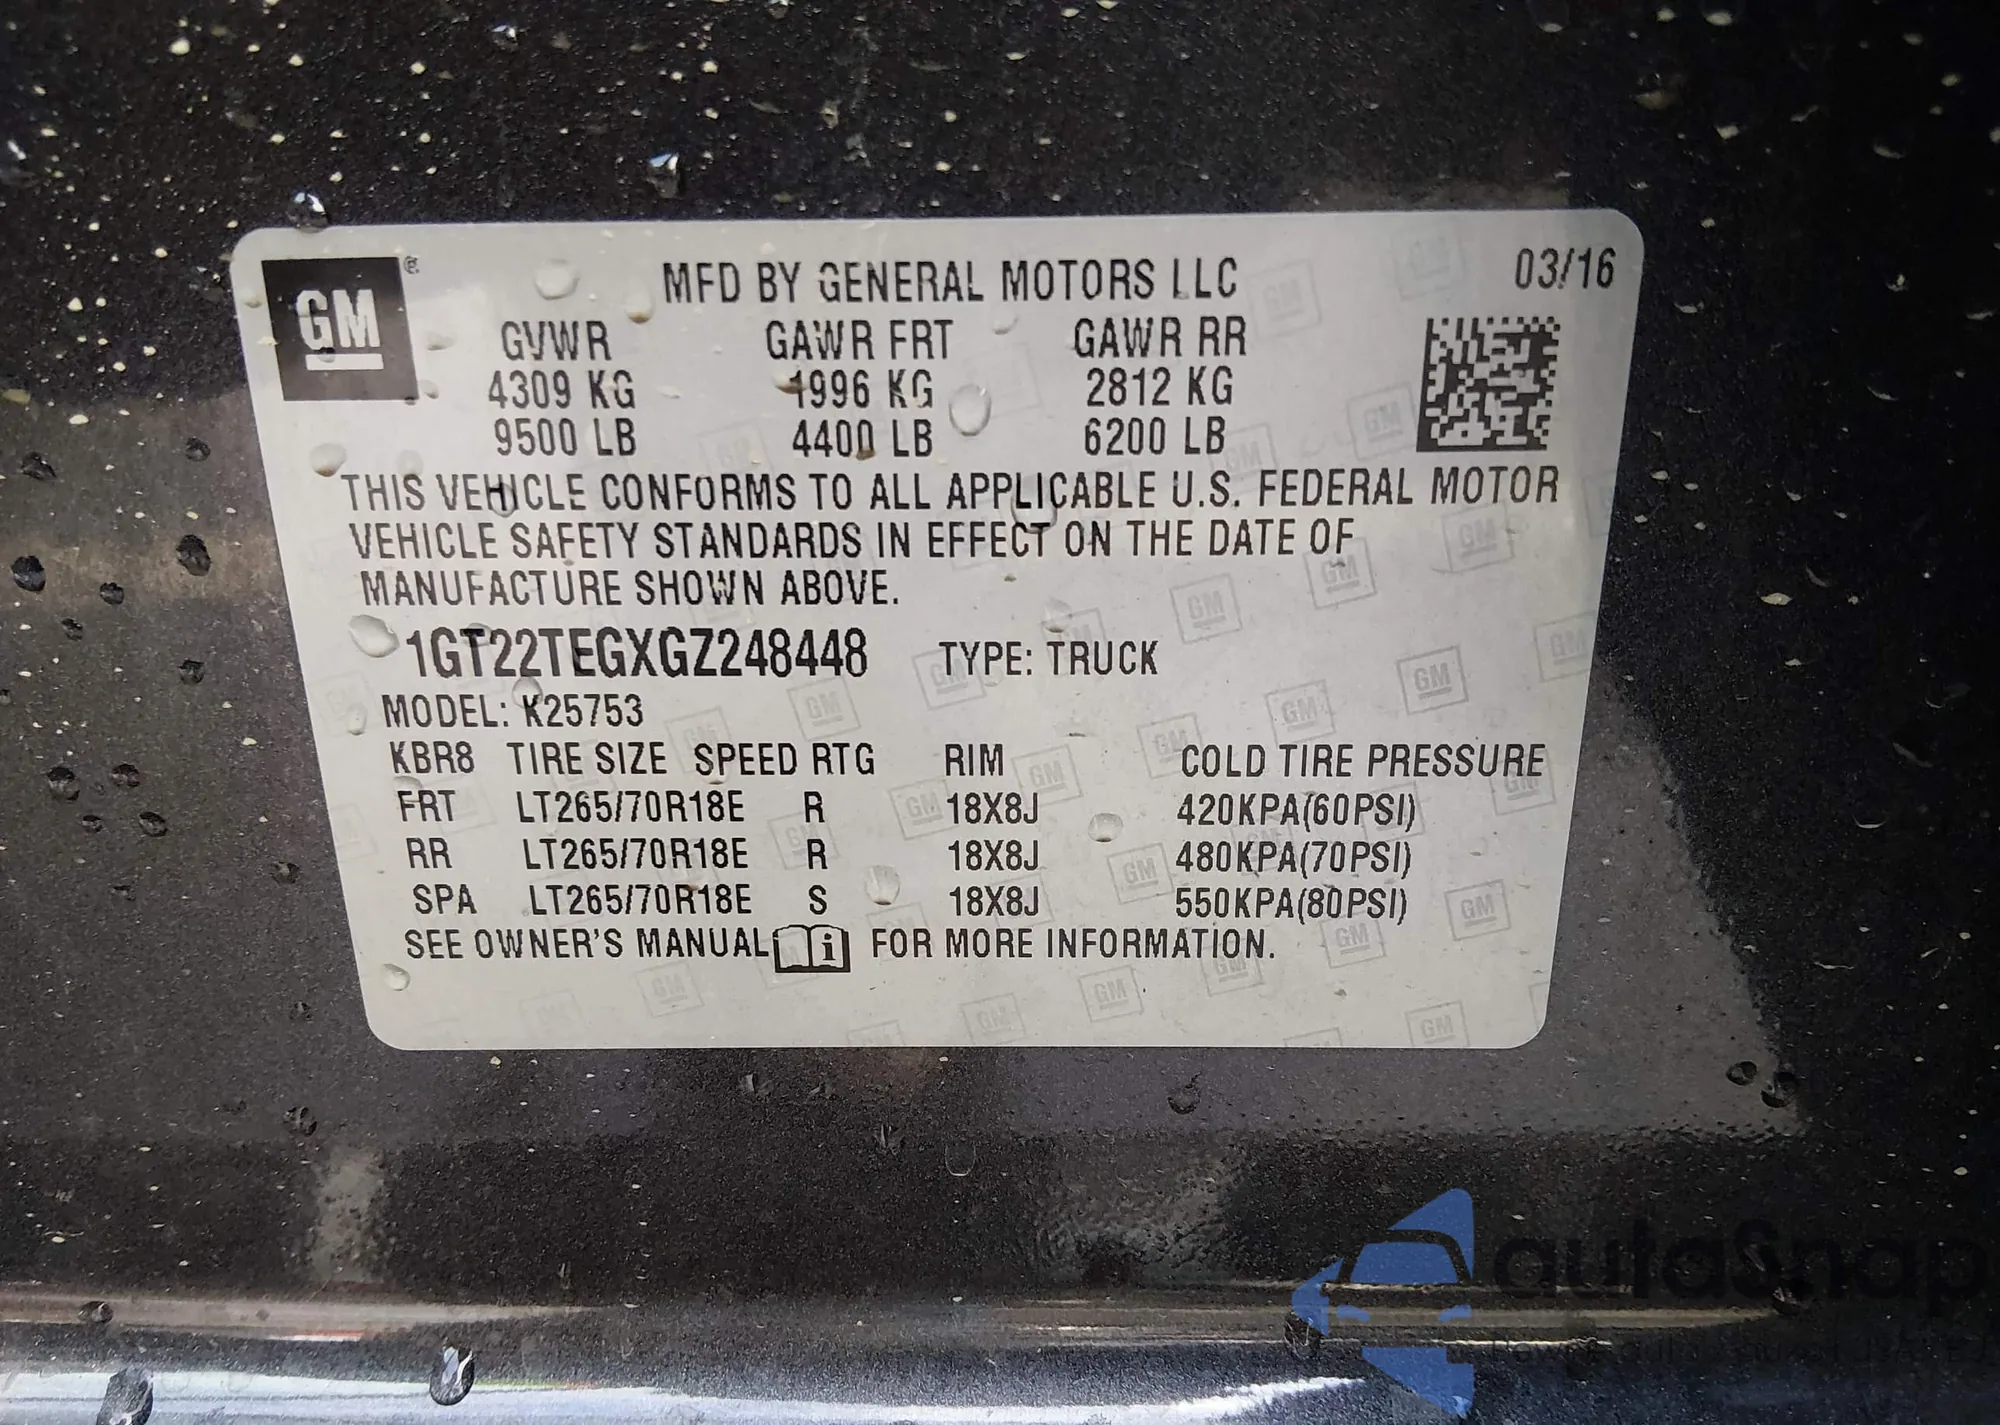 GM®
MFD BY GENERAL MOTORS LLC
03/16
GVWR GAWR FRT GAWR RR
4309 KG 1996 KG 2812 KG
9500 LB 4400 LB 6200 LB
THIS VEHICLE CONFORMS TO ALL APPLICABLE U.S. FEDERAL MOTOR
VEHICLE SAFETY STANDARDS IN EFFECT ON THE DATE OF
MANUFACTURE SHOWN ABOVE.
1GT22TEGXGZ248448 TYPE: TRUCK
MODEL: K25753
KBR8 TIRE SIZE SPEED RTG RIM COLD TIRE PRESSURE
FRT LT265/70R18E R 18X8J 420KPA(60PSI)
RR LT265/70R18E R 18X8J 480KPA(70PSI)
SPA LT265/70R18E S 18X8J 550KPA(80PSI)
SEE OWNER'S MANUAL FOR MORE INFORMATION.
autoSnap